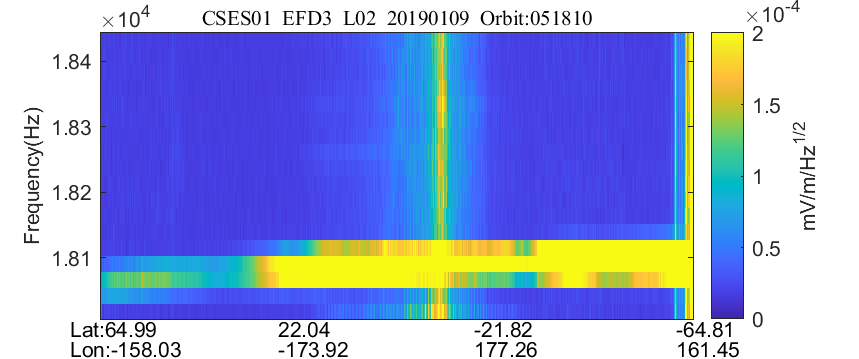 ×10⁴ CSES01 EFD3 L02 20190109 Orbit:051810 ×10⁻⁴
1.84
1.83
1.82
1.81
Frequency(Hz)
2
1.5
1
0.5
0
mV/m/Hz^1/2
Lat:64.99 22.04 -21.82 -64.81
Lon:-158.03 -173.92 177.26 161.45